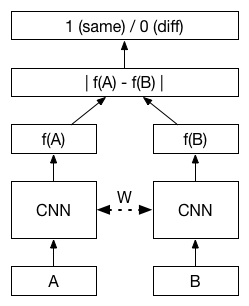 1 (same) / 0 (diff)
| f(A) - f(B) |
f(A)
f(B)
W
CNN
CNN
A
B